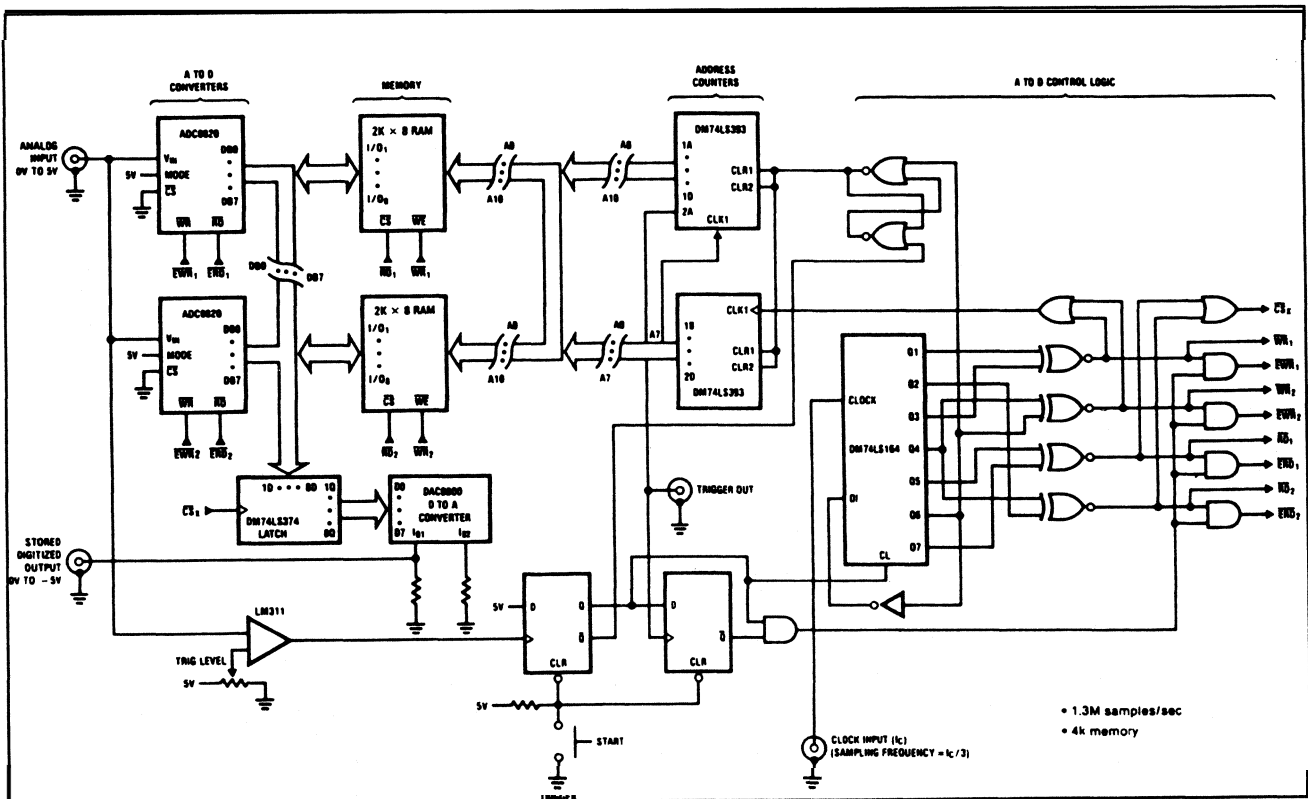 A TO D
CONVERTERS
MEMORY
ADDRESS
COUNTERS
A TO B CONTROL LOGIC
ANALOG
INPUT
0V TO 5V
ADC0820
VIN
5V
MODE
CS
DB0
DB7
WR
RD
EWR1
ERD1
2K × 8 RAM
I/O1
I/O8
CS
WE
RD1
WR1
A0
A10
A0
A10
DM74LS393
1A
1D
2A
CLR1
CLR2
CLK1
DB0
DB7
ADC0820
VIN
5V
MODE
CS
DB0
DB7
WR
RD
EWR2
ERD2
2K × 8 RAM
I/O1
I/O8
CS
WE
RD2
WR2
A0
A10
A0
A7
A7
CLK1
1B
2D
CLR1
CLR2
DM74LS393
CLOCK
DM74LS164
DI
CL
Q1
Q2
Q3
Q4
Q5
Q6
Q7
CSX
WR1
EWR1
WR2
EWR2
RD1
ERD1
RD2
ERD2
CSX
1D
8D
1Q
8Q
DM74LS374
LATCH
D0
D7
DAC0800
D TO A
CONVERTER
IO1
IO2
TRIGGER OUT
STORED
DIGITIZED
OUTPUT
0V TO −5V
LM311
TRIG LEVEL
5V
5V
D
Q
Q
CLR
D
Q
CLR
5V
START
CLOCK INPUT (fC)
(SAMPLING FREQUENCY = fC/3)
• 1.3M samples/sec
• 4k memory